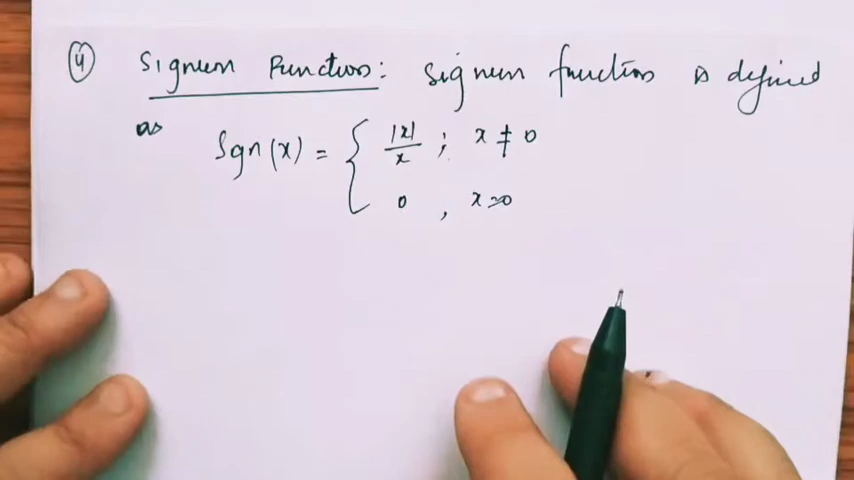 ④ Signum Function: Signum function is defined
as
Sgn(x) = { |x|/x ; x ≠ 0
0 , x=0